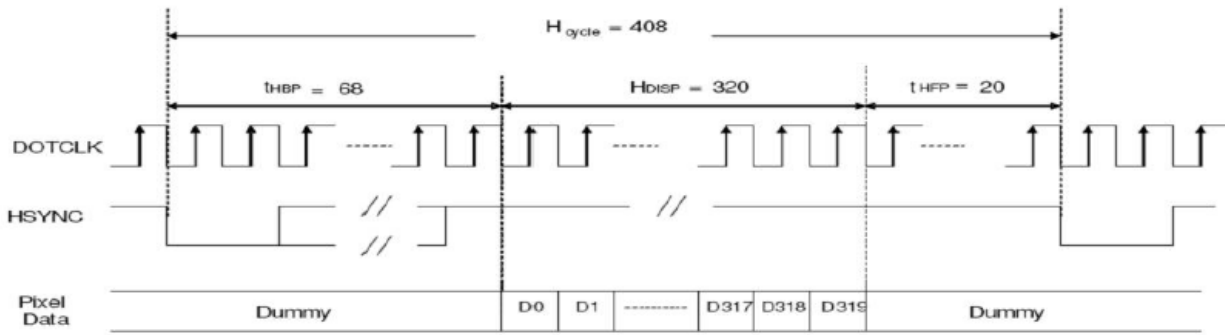 H cycle = 408
tHBP = 68
HDISP = 320
tHFP = 20
DOTCLK
HSYNC
Pixel Data
Dummy
D0
D1
D317
D318
D319
Dummy